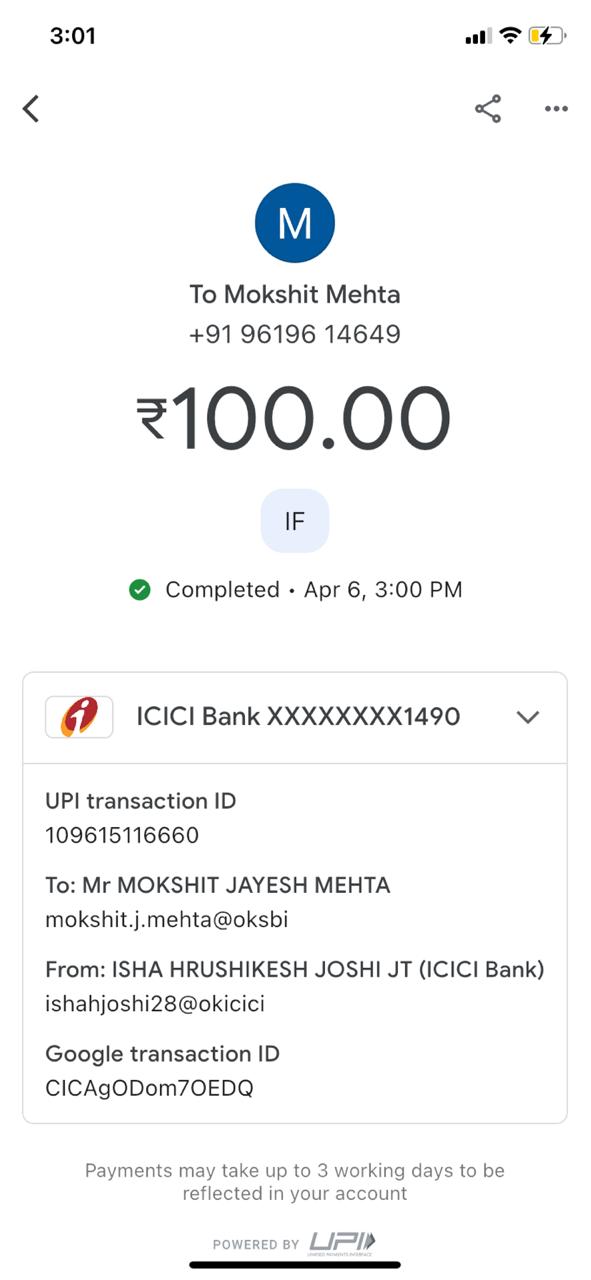 3:01
M
To Mokshit Mehta
+91 96196 14649
₹100.00
IF
Completed • Apr 6, 3:00 PM
ICICI Bank XXXXXXXX1490
UPI transaction ID
109615116660
To: Mr MOKSHIT JAYESH MEHTA
mokshit.j.mehta@oksbi
From: ISHA HRUSHIKESH JOSHI JT (ICICI Bank)
ishahjoshi28@okicici
Google transaction ID
CICAgODom7OEDQ
Payments may take up to 3 working days to be
reflected in your account
POWERED BY UPI
UNIFIED PAYMENTS INTERFACE